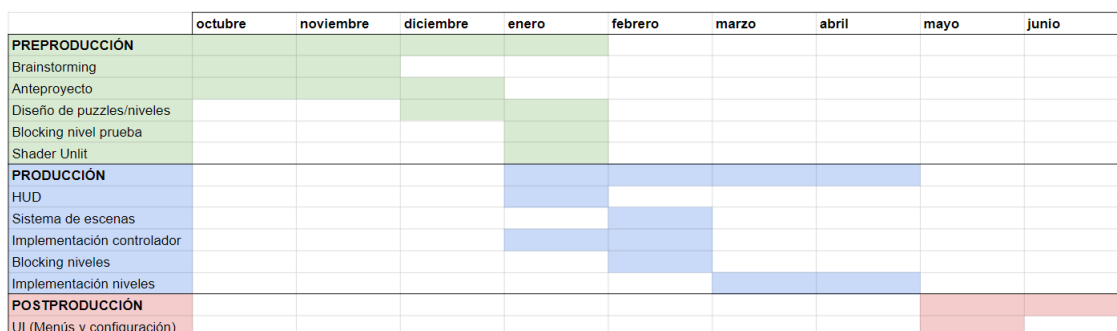 octubre noviembre diciembre enero febrero marzo abril mayo junio
PREPRODUCCIÓN
Brainstorming
Anteproyecto
Diseño de puzzles/niveles
Blocking nivel prueba
Shader Unlit
PRODUCCIÓN
HUD
Sistema de escenas
Implementación controlador
Blocking niveles
Implementación niveles
POSTPRODUCCIÓN
UI (Menús y configuración)